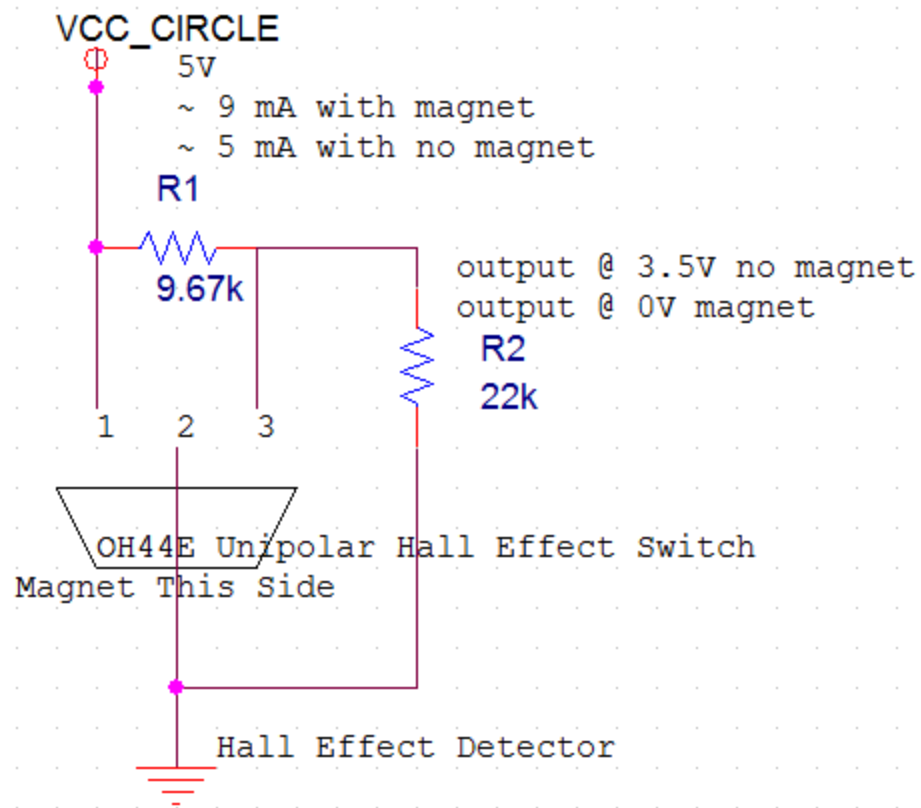 VCC_CIRCLE
5V
~ 9 mA with magnet
~ 5 mA with no magnet
R1
9.67k
output @ 3.5V no magnet
output @ 0V magnet
R2
22k
1 2 3
OH44E Unipolar Hall Effect Switch
Magnet This Side
Hall Effect Detector